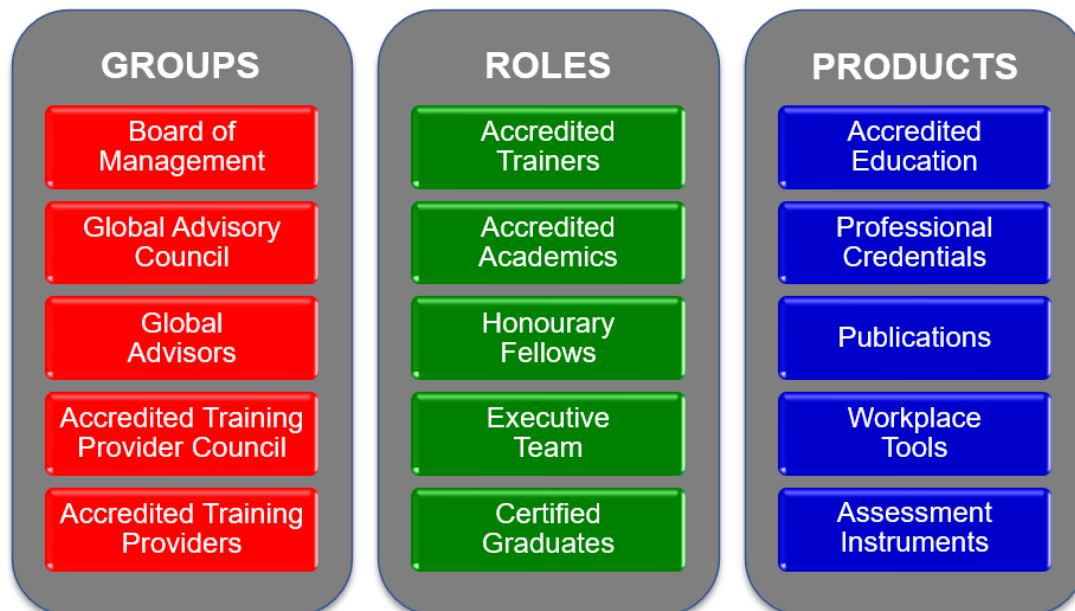 GROUPS
Board of
Management
Global Advisory
Council
Global
Advisors
Accredited Training
Provider Council
Accredited Training
Providers
ROLES
Accredited
Trainers
Accredited
Academics
Honourary
Fellows
Executive
Team
Certified
Graduates
PRODUCTS
Accredited
Education
Professional
Credentials
Publications
Workplace
Tools
Assessment
Instruments